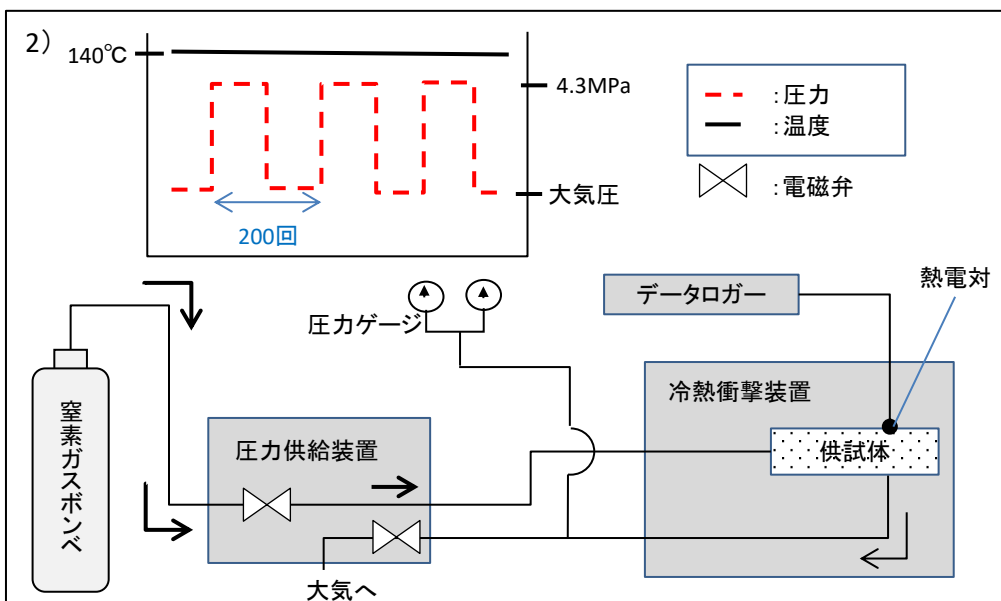 2)
140℃
4.3MPa
大気圧
200回
:圧力
:温度
:電磁弁
圧力ゲージ
データロガー
熱電対
冷熱衝撃装置
供試体
窒素ガスボンベ
圧力供給装置
大気へ